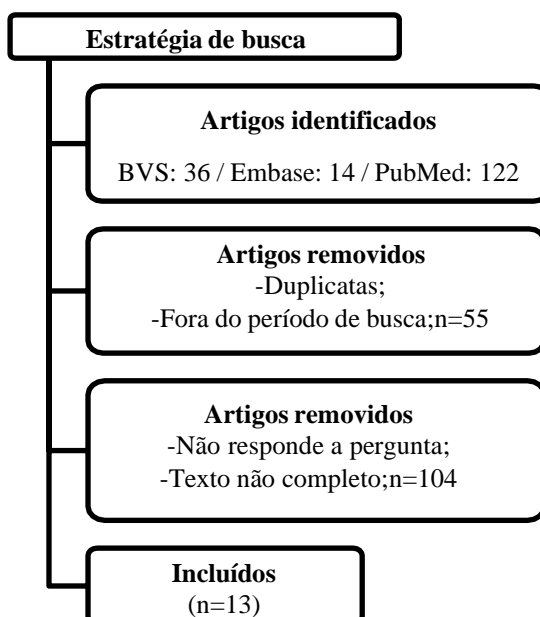 Estratégia de busca
Artigos identificados
BVS: 36 / Embase: 14 / PubMed: 122
Artigos removidos
-Duplicatas;
-Fora do período de busca;n=55
Artigos removidos
-Não responde a pergunta;
-Texto não completo;n=104
Incluídos
(n=13)